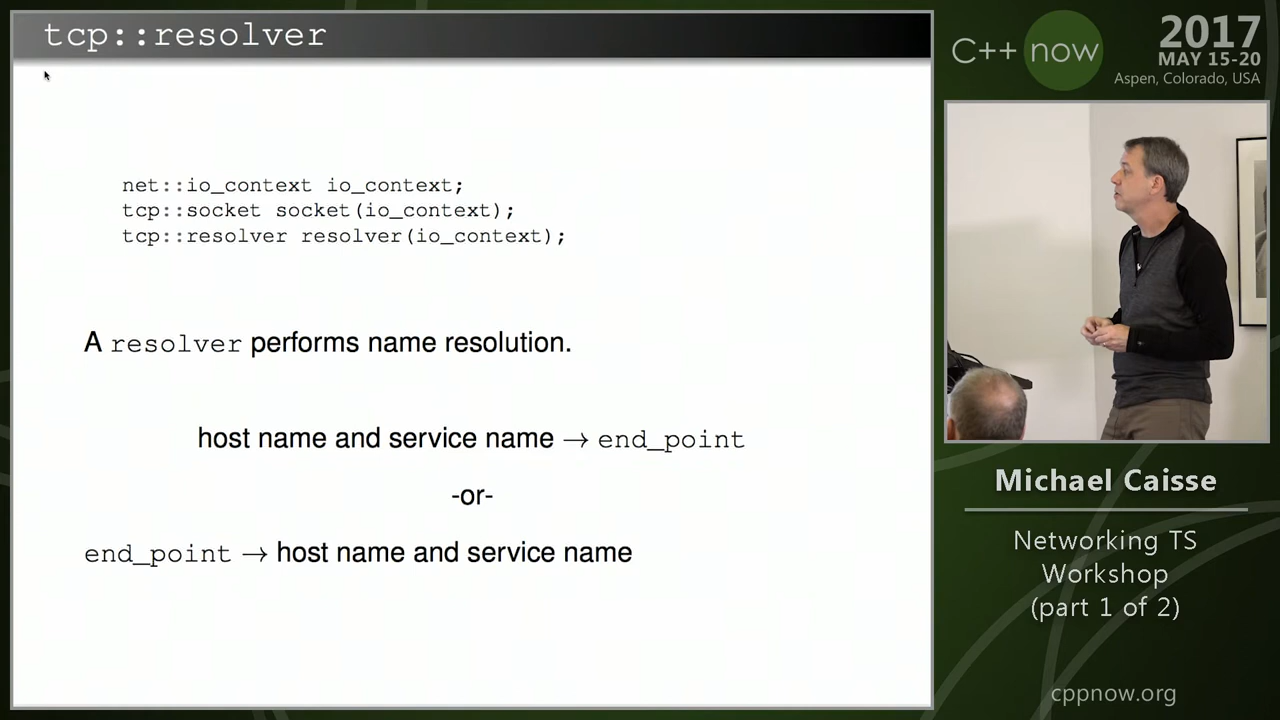 tcp::resolver
net::io_context io_context;
tcp::socket socket(io_context);
tcp::resolver resolver(io_context);
A resolver performs name resolution.
host name and service name → end_point
-or-
end_point → host name and service name
C++ now
2017
MAY 15-20
Aspen, Colorado, USA
Michael Caisse
Networking TS
Workshop
(part 1 of 2)
cppnow.org